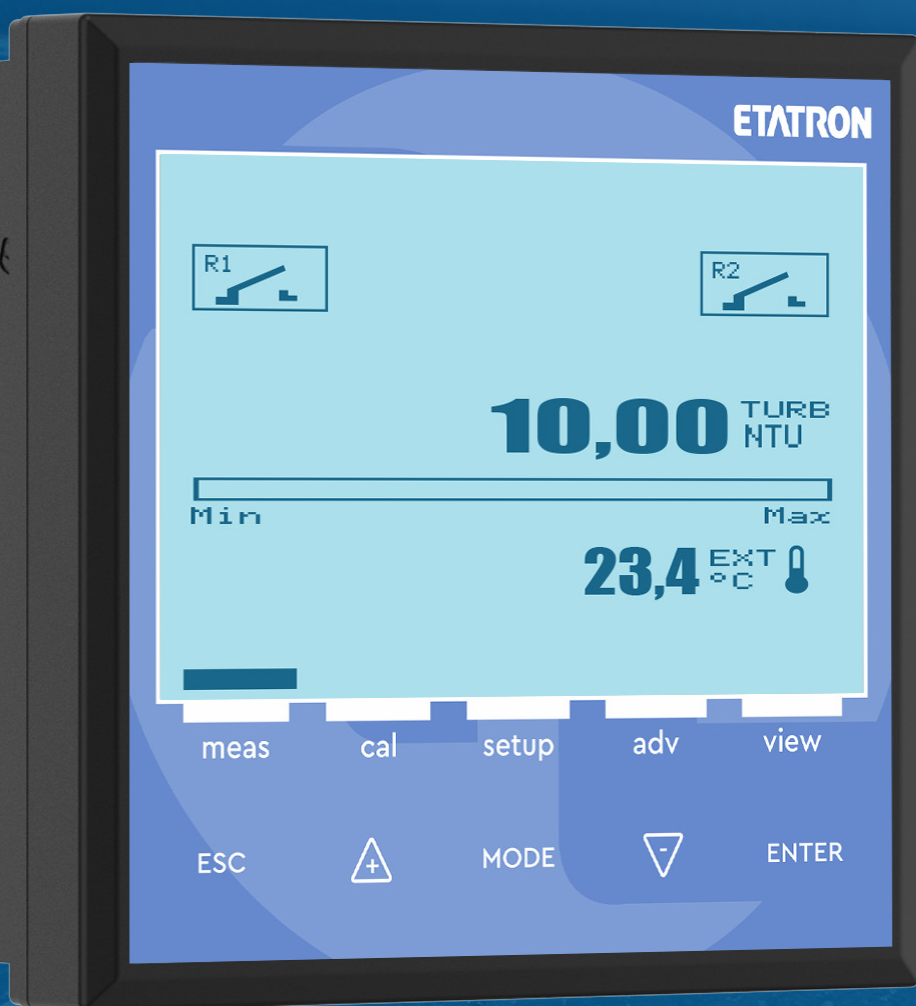 ETATRON
R1
R2
10,00 TURB NTU
Min Max
23,4 EXT °C
meas cal setup adv view
ESC + MODE - ENTER